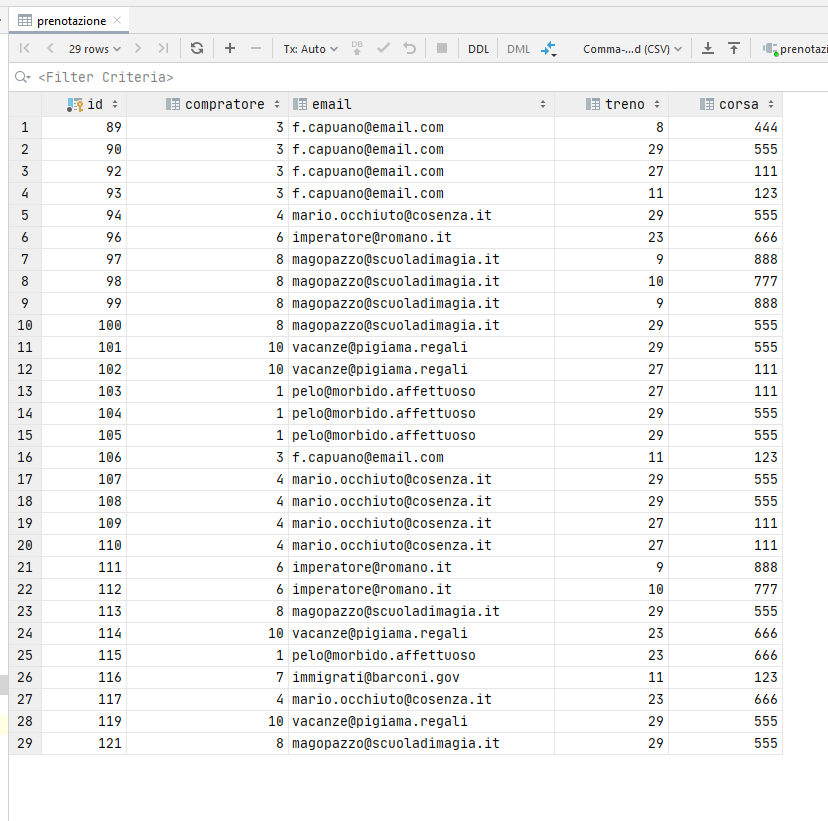 prenotazione
29 rows Tx: Auto DB DDL DML Comma-...d (CSV) prenotazi
<Filter Criteria>
id compratore email treno corsa
1 89 3 f.capuano@email.com 8 444
2 90 3 f.capuano@email.com 29 555
3 92 3 f.capuano@email.com 27 111
4 93 3 f.capuano@email.com 11 123
5 94 4 mario.occhiuto@cosenza.it 29 555
6 96 6 imperatore@romano.it 23 666
7 97 8 magopazzo@scuoladimagia.it 9 888
8 98 8 magopazzo@scuoladimagia.it 10 777
9 99 8 magopazzo@scuoladimagia.it 9 888
10 100 8 magopazzo@scuoladimagia.it 29 555
11 101 10 vacanze@pigiama.regali 29 555
12 102 10 vacanze@pigiama.regali 27 111
13 103 1 pelo@morbido.affettuoso 27 111
14 104 1 pelo@morbido.affettuoso 29 555
15 105 1 pelo@morbido.affettuoso 29 555
16 106 3 f.capuano@email.com 11 123
17 107 4 mario.occhiuto@cosenza.it 29 555
18 108 4 mario.occhiuto@cosenza.it 29 555
19 109 4 mario.occhiuto@cosenza.it 27 111
20 110 4 mario.occhiuto@cosenza.it 27 111
21 111 6 imperatore@romano.it 9 888
22 112 6 imperatore@romano.it 10 777
23 113 8 magopazzo@scuoladimagia.it 29 555
24 114 10 vacanze@pigiama.regali 23 666
25 115 1 pelo@morbido.affettuoso 23 666
26 116 7 immigrati@barconi.gov 11 123
27 117 4 mario.occhiuto@cosenza.it 23 666
28 119 10 vacanze@pigiama.regali 29 555
29 121 8 magopazzo@scuoladimagia.it 29 555